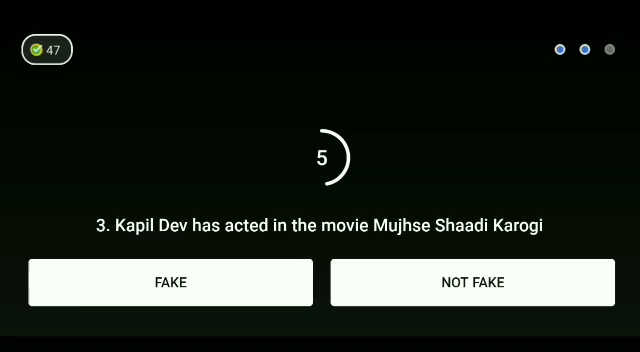 47
5
3. Kapil Dev has acted in the movie Mujhse Shaadi Karogi
FAKE
NOT FAKE